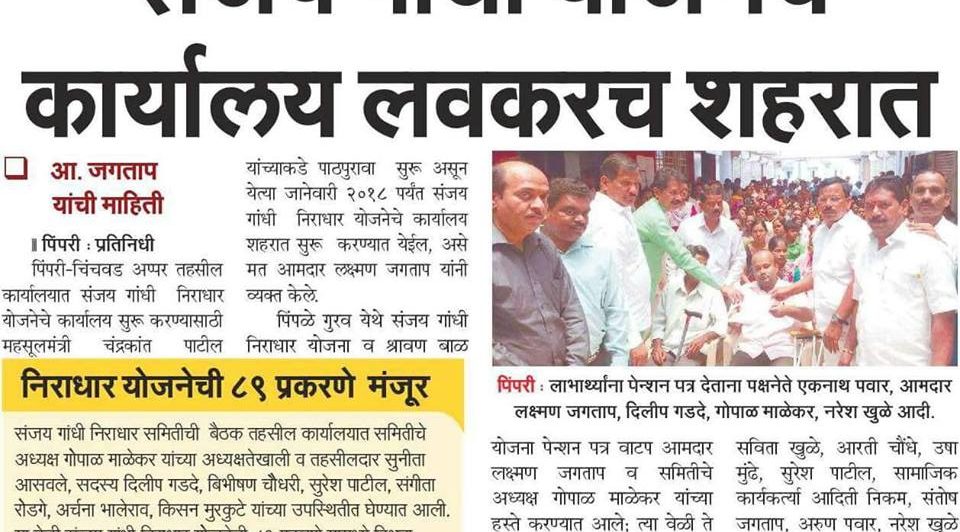 कार्यालय लवकरच शहरात
आ. जगताप
यांची माहिती
पिंपरी : प्रतिनिधी
पिंपरी-चिंचवड अप्पर तहसील
कार्यालयात संजय गांधी निराधार
योजनेचे कार्यालय सुरू करण्यासाठी
महसूलमंत्री चंद्रकांत पाटील
यांच्याकडे पाठपुरावा सुरू असून
येत्या जानेवारी २०१८ पर्यंत संजय
गांधी निराधार योजनेचे कार्यालय
शहरात सुरू करण्यात येईल, असे
मत आमदार लक्ष्मण जगताप यांनी
व्यक्त केले.
पिंपळे गुरव येथे संजय गांधी
निराधार योजना व श्रावण बाळ
निराधार योजनेची ८९ प्रकरणे मंजूर
संजय गांधी निराधार समितीची बैठक तहसील कार्यालयात समितीचे
अध्यक्ष गोपाळ माळेकर यांच्या अध्यक्षतेखाली व तहसीलदार सुनीता
आसवले, सदस्य दिलीप गडदे, बिभीषण चौधरी, सुरेश पाटील, संगीता
रोडगे, अर्चना भालेराव, किसन मुरकुटे यांच्या उपस्थितीत घेण्यात आली.
पिंपरी : लाभार्थ्यांना पेन्शन पत्र देताना पक्षनेते एकनाथ पवार, आमदार
लक्ष्मण जगताप, दिलीप गडदे, गोपाळ माळेकर, नरेश खुळे आदी.
योजना पेन्शन पत्र वाटप आमदार
लक्ष्मण जगताप व समितीचे
अध्यक्ष गोपाळ माळेकर यांच्या
हस्ते करण्यात आले; त्या वेळी ते
सविता खुळे, आरती चौंधे, उषा
मुंढे, सुरेश पाटील, सामाजिक
कार्यकर्त्या आदिती निकम, संतोष
जगताप, अरुण पवार, नरेश खुळे